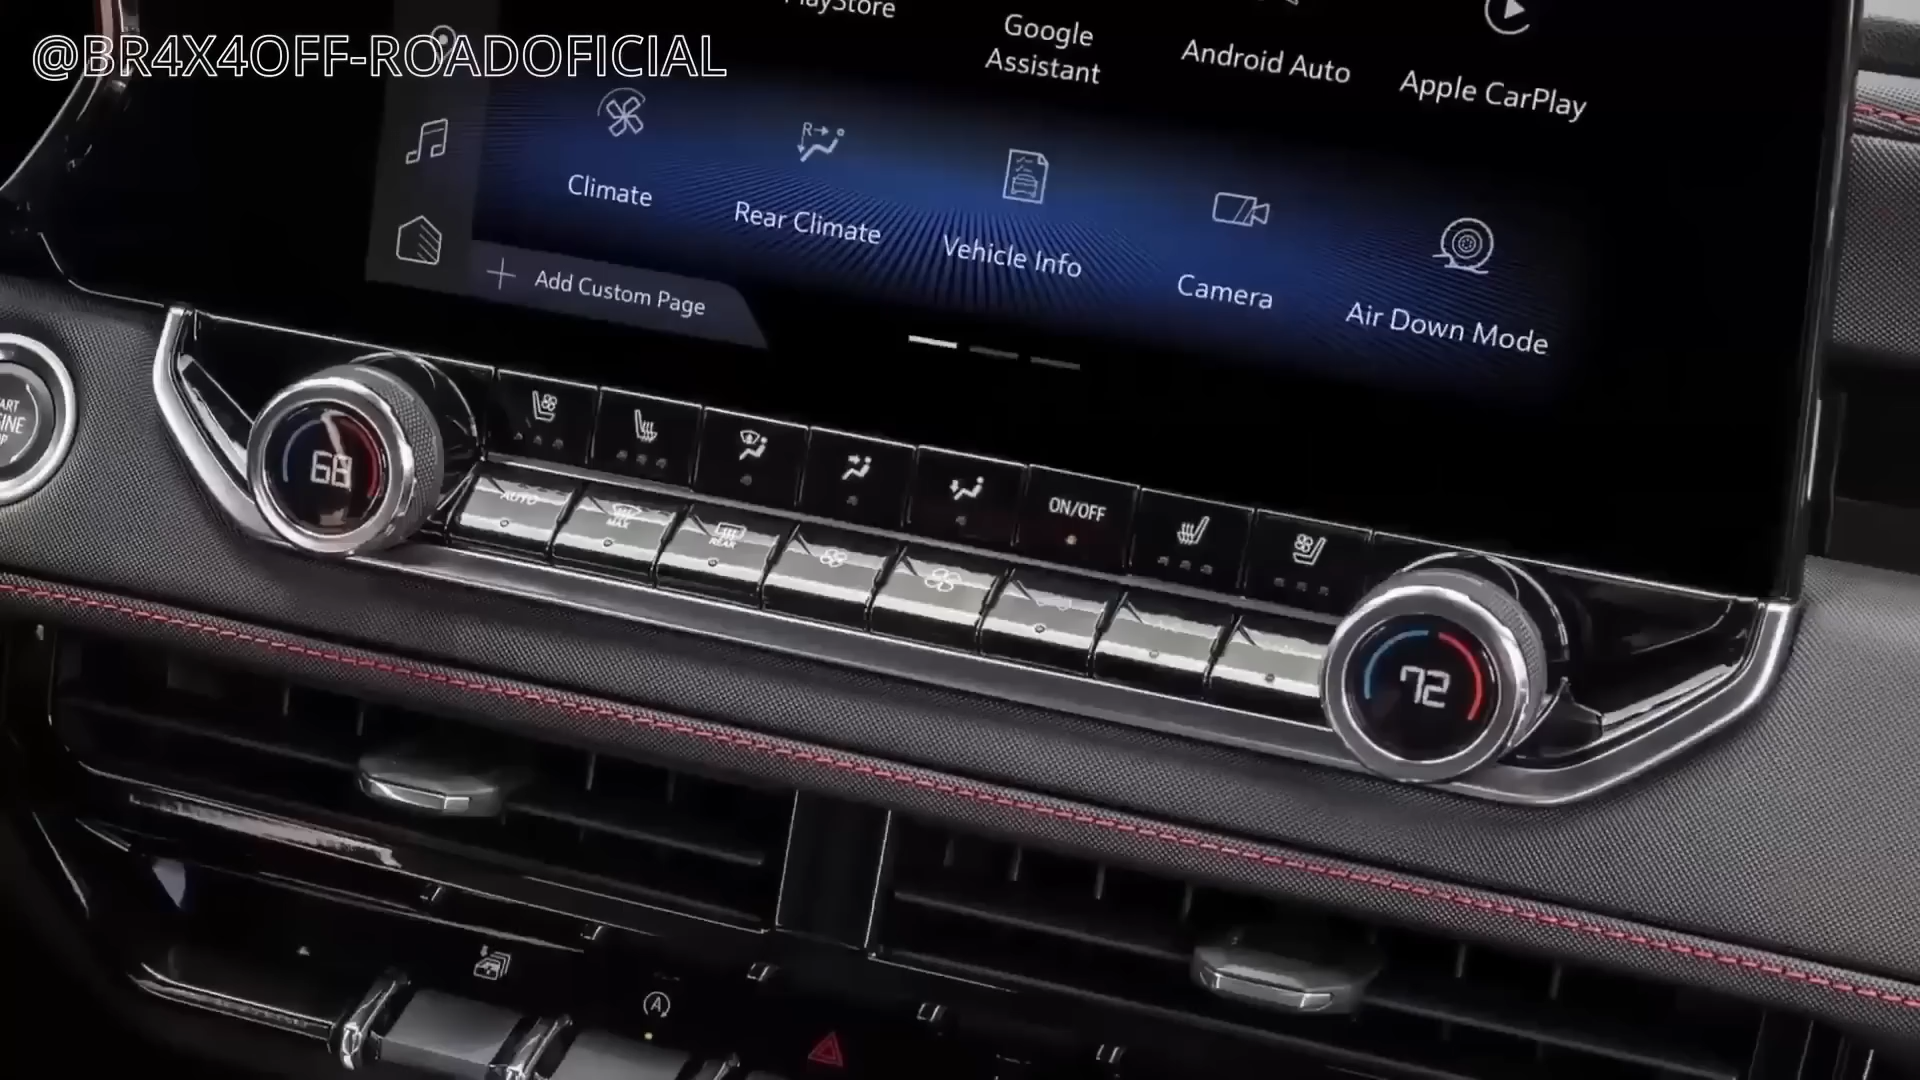 @BR4X4OFF-ROADOFICIAL
PlayStore
Google
Assistant
Android Auto
Apple CarPlay
Climate
Rear Climate
Vehicle Info
Camera
Air Down Mode
Add Custom Page
68
AUTO
MAX
REAR
ON/OFF
72